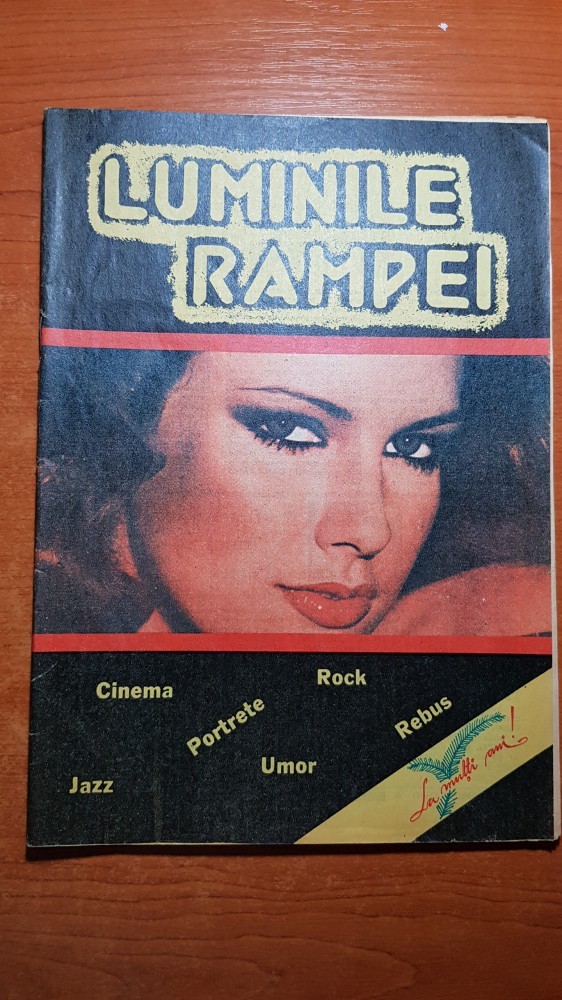 LUMINILE
RAMPEI
Cinema
Rock
Portrete
Rebus
Umor
Jazz
La mulți ani!